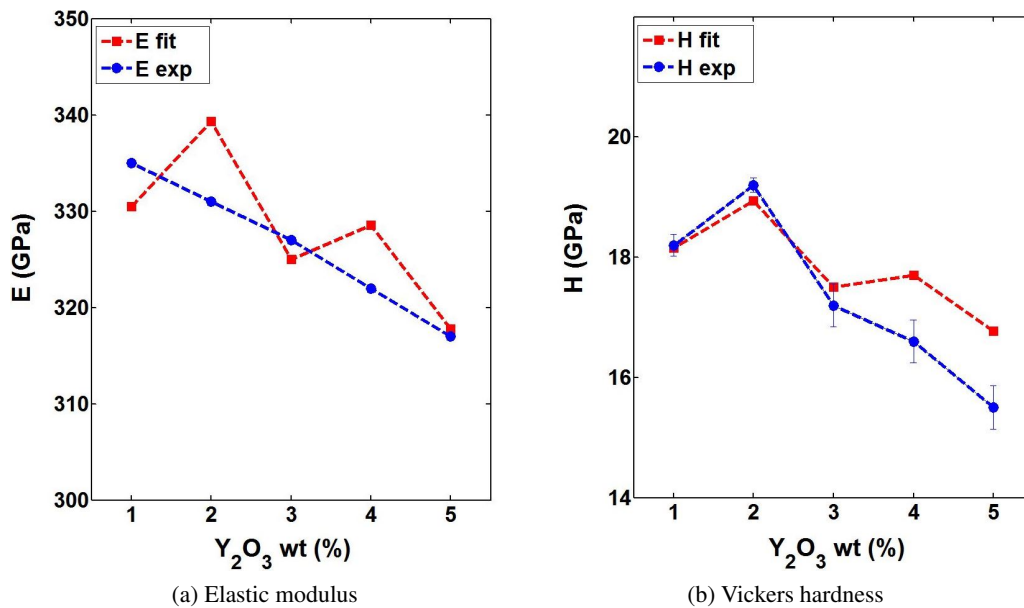 350
340
330
320
310
300
E (GPa)
E fit
E exp
1 2 3 4 5
Y2O3 wt (%)
(a) Elastic modulus
20
18
16
14
H (GPa)
H fit
H exp
1 2 3 4 5
Y2O3 wt (%)
(b) Vickers hardness